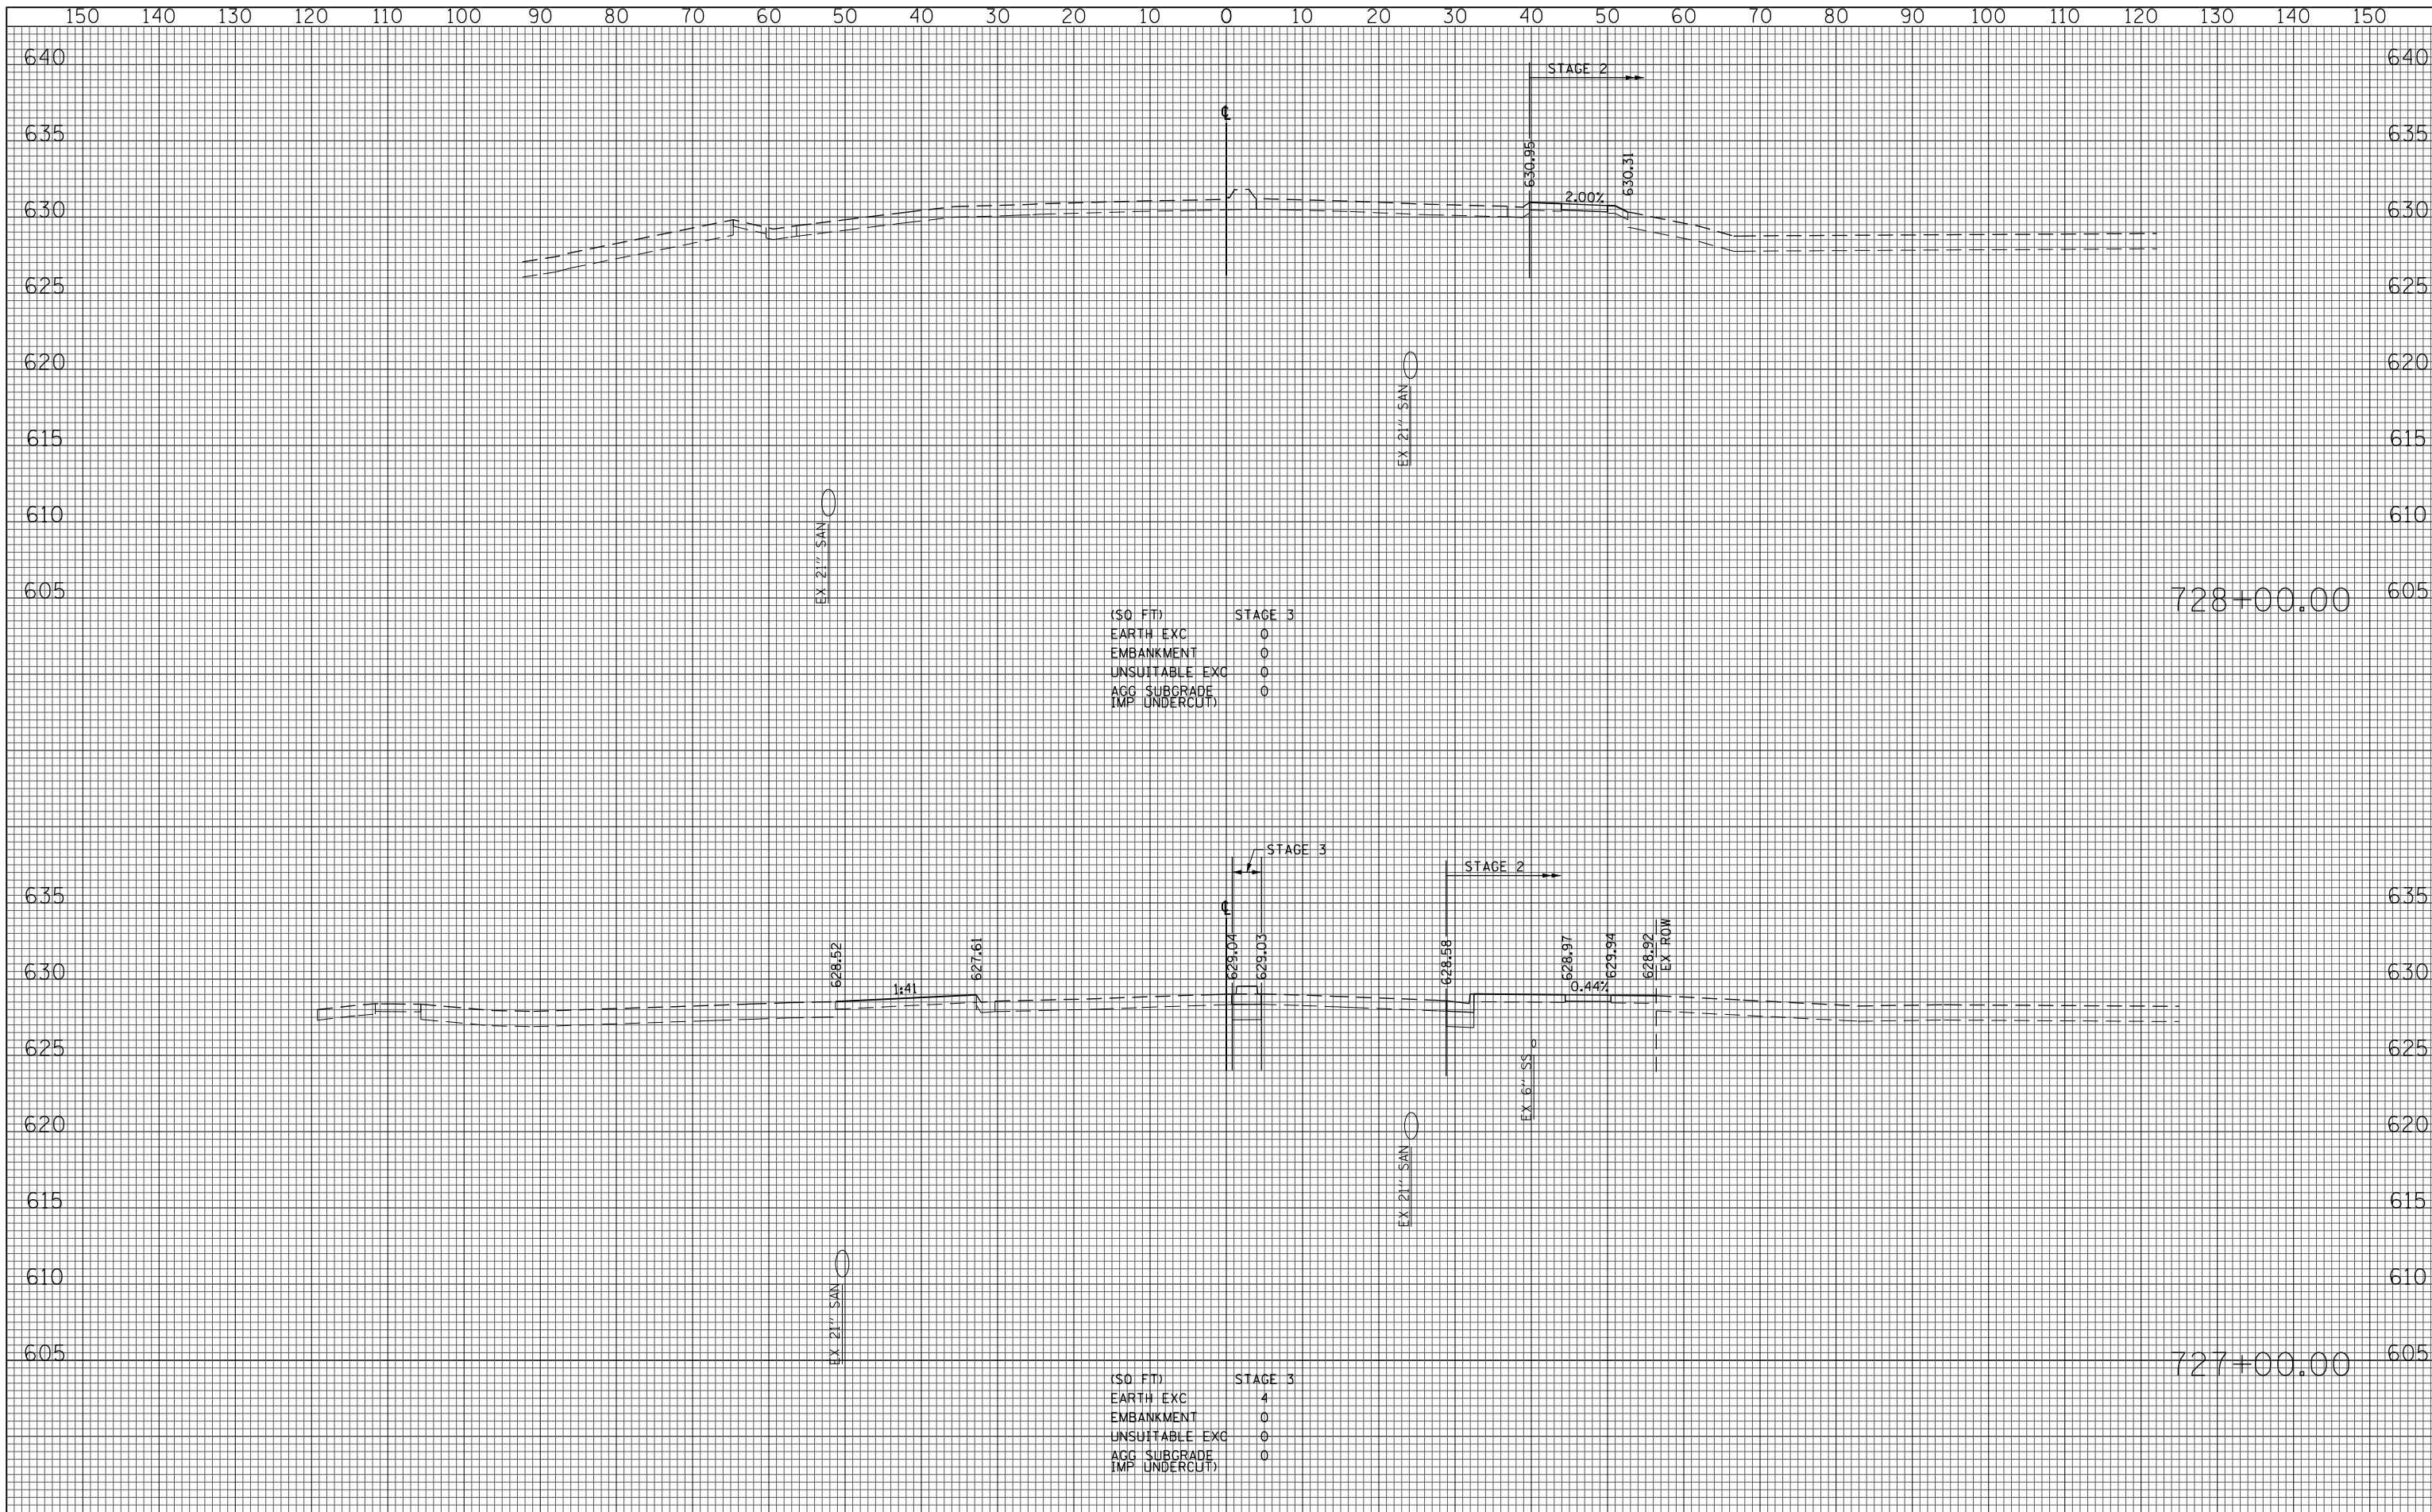 150 140 130 120 110 100 90 80 70 60 50 40 30 20 10 0 10 20 30 40 50 60 70 80 90 100 110 120 130 140 150
640 640
STAGE 2
℄
635 635
630.95
630.31
2.00%
630 630
625 625
620 620
EX 21" SAN
615 615
610 610
EX 21" SAN
605 605
728+00.00
(SQ FT) STAGE 3
EARTH EXC 0
EMBANKMENT 0
UNSUITABLE EXC 0
AGG SUBGRADE 0
IMP UNDERCUT)
STAGE 3
STAGE 2
635 635
℄
628.52
627.61
629.04
629.03
628.58
628.97
629.94
628.92
EX ROW
630 630
1:41
0.44%
625 625
EX 6" SS
620 620
EX 21" SAN
615 615
610 610
EX 21" SAN
605 605
727+00.00
(SQ FT) STAGE 3
EARTH EXC 4
EMBANKMENT 0
UNSUITABLE EXC 0
AGG SUBGRADE 0
IMP UNDERCUT)